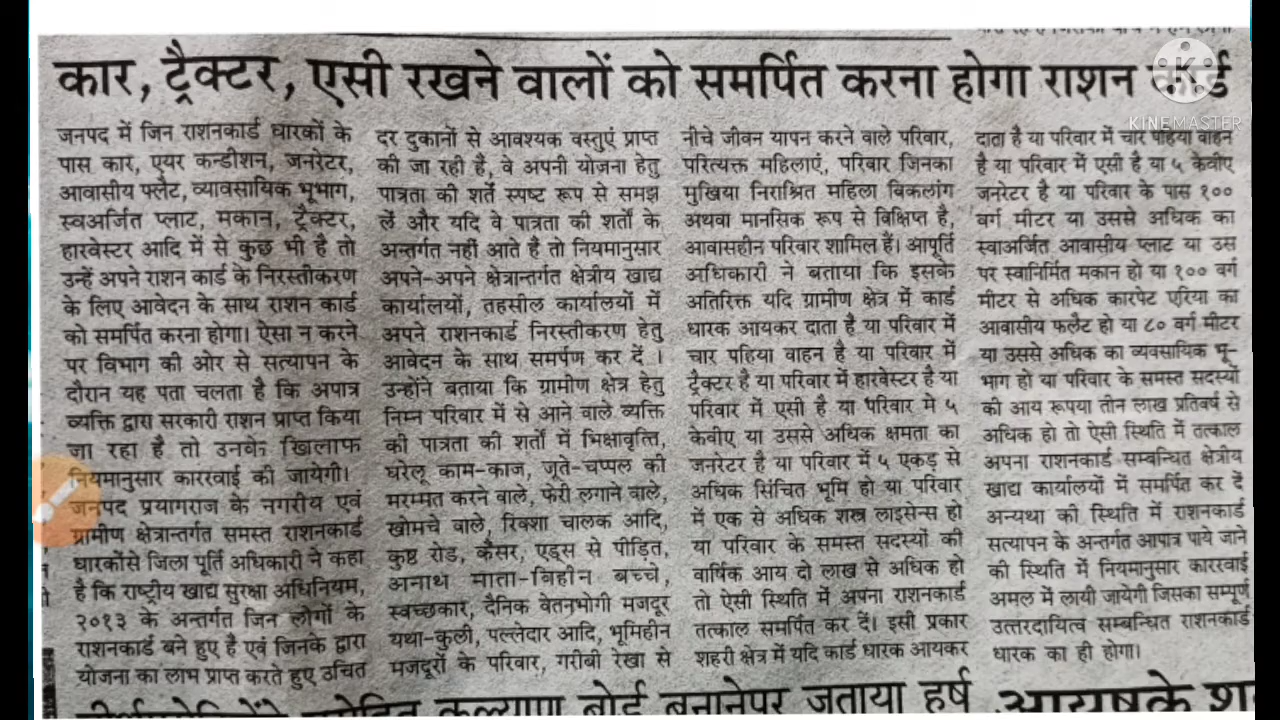 कार, ट्रैक्टर, एसी रखने वालों को समर्पित करना होगा राशन कार्ड
KINEMASTER
जनपद में जिन राशनकार्ड धारकों के
पास कार, एयर कन्डीशन, जनरेटर,
आवासीय फ्लैट, व्यावसायिक भूभाग,
स्वअर्जित प्लाट, मकान, ट्रैक्टर,
हारवेस्टर आदि में से कुछ भी है तो
उन्हें अपने राशन कार्ड के निरस्तीकरण
के लिए आवेदन के साथ राशन कार्ड
को समर्पित करना होगा। ऐसा न करने
पर विभाग की ओर से सत्यापन के
दौरान यह पता चलता है कि अपात्र
व्यक्ति द्वारा सरकारी राशन प्राप्त किया
जा रहा है तो उनके खिलाफ
नियमानुसार काररवाई की जायेगी।
जनपद प्रयागराज के नगरीय एवं
ग्रामीण क्षेत्रान्तर्गत समस्त राशनकार्ड
धारकोंसे जिला पूर्ति अधिकारी ने कहा
है कि राष्ट्रीय खाद्य सुरक्षा अधिनियम,
२०१३ के अन्तर्गत जिन लोगों के
राशनकार्ड बने हुए है एवं जिनके द्वारा
योजना का लाभ प्राप्त करते हुए उचित
दर दुकानों से आवश्यक वस्तुएं प्राप्त
की जा रही है, वे अपनी योजना हेतु
पात्रता की शर्ते स्पष्ट रूप से समझ
लें और यदि वे पात्रता की शर्तों के
अन्तर्गत नहीं आते है तो नियमानुसार
अपने-अपने क्षेत्रान्तर्गत क्षेत्रीय खाद्य
कार्यालयों, तहसील कार्यालयों में
अपने राशनकार्ड निरस्तीकरण हेतु
आवेदन के साथ समर्पण कर दें ।
उन्होंने बताया कि ग्रामीण क्षेत्र हेतु
निम्न परिवार में से आने वाले व्यक्ति
की पात्रता की शर्तों में भिक्षावृत्ति,
घरेलू काम-काज, जूते-चप्पल की
मरम्मत करने वाले, फेरी लगाने वाले,
खोमचे वाले, रिक्शा चालक आदि,
कुष्ठ रोड, कैंसर, एड्स से पीड़ित,
अनाथ माता-बिहीन बच्चे,
स्वच्छकार, दैनिक वेतनभोगी मजदूर
यथा-कुली, पल्लेदार आदि, भूमिहीन
मजदूरों के परिवार, गरीबी रेखा से
नीचे जीवन यापन करने वाले परिवार,
परित्यक्त महिलाएं, परिवार जिनका
मुखिया निराश्रित महिला बिकलांग
अथवा मानसिक रूप से विक्षिप्त है,
आवासहीन परिवार शामिल हैं। आपूर्ति
अधिकारी ने बताया कि इसके
अतिरिक्त यदि ग्रामीण क्षेत्र में कार्ड
धारक आयकर दाता है या परिवार में
चार पहिया वाहन है या परिवार में
ट्रैक्टर है या परिवार में हारवेस्टर है या
परिवार में एसी है या परिवार मे ५
केवीए या उससे अधिक क्षमता का
जनरेटर है या परिवार में ५ एकड़ से
अधिक सिंचित भूमि हो या परिवार
में एक से अधिक शस्त्र लाइसेन्स हो
या परिवार के समस्त सदस्यों की
वार्षिक आय दो लाख से अधिक हो
तो ऐसी स्थिति में अपना राशनकार्ड
तत्काल समर्पित कर दें। इसी प्रकार
शहरी क्षेत्र में यदि कार्ड धारक आयकर
दाता है या परिवार में चार पहिया वाहन
है या परिवार में एसी है या ५ केवीए
जनरेटर है या परिवार के पास १००
वर्ग मीटर या उससे अधिक का
स्वाअर्जित आवासीय प्लाट या उस
पर स्वानिर्मित मकान हो या १०० वर्ग
मीटर से अधिक कारपेट एरिया का
आवासीय फलैट हो या ८० वर्ग मीटर
या उससे अधिक का व्यवसायिक भू-
भाग हो या परिवार के समस्त सदस्यों
की आय रूपया तीन लाख प्रतिवर्ष से
अधिक हो तो ऐसी स्थिति में तत्काल
अपना राशनकार्ड सम्बन्धित क्षेत्रीय
खाद्य कार्यालयों में समर्पित कर दें
अन्यथा की स्थिति में राशनकार्ड
सत्यापन के अन्तर्गत आपात्र पाये जाने
की स्थिति में नियमानुसार काररवाई
अमल में लायी जायेगी जिसका सम्पूर्ण
उत्तरदायित्व सम्बन्धित राशनकार्ड
धारक का ही होगा।
कल्याण बोर्ड बनानेपर जताया हर्ष